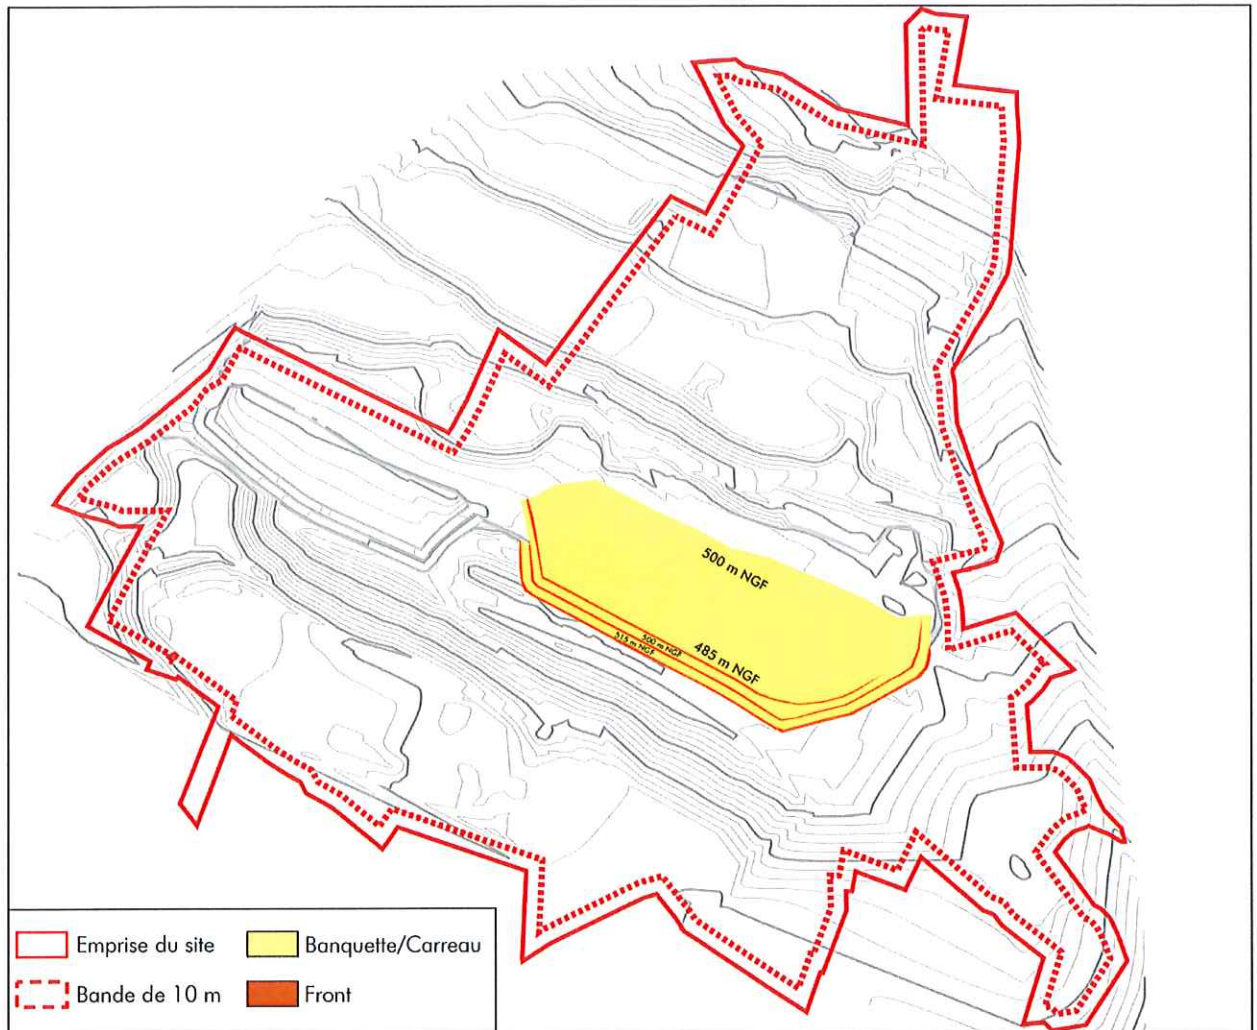 500 m NGF
500 m NGF
515 m NGF
485 m NGF
Emprise du site
Banquette/Carreau
Bande de 10 m
Front